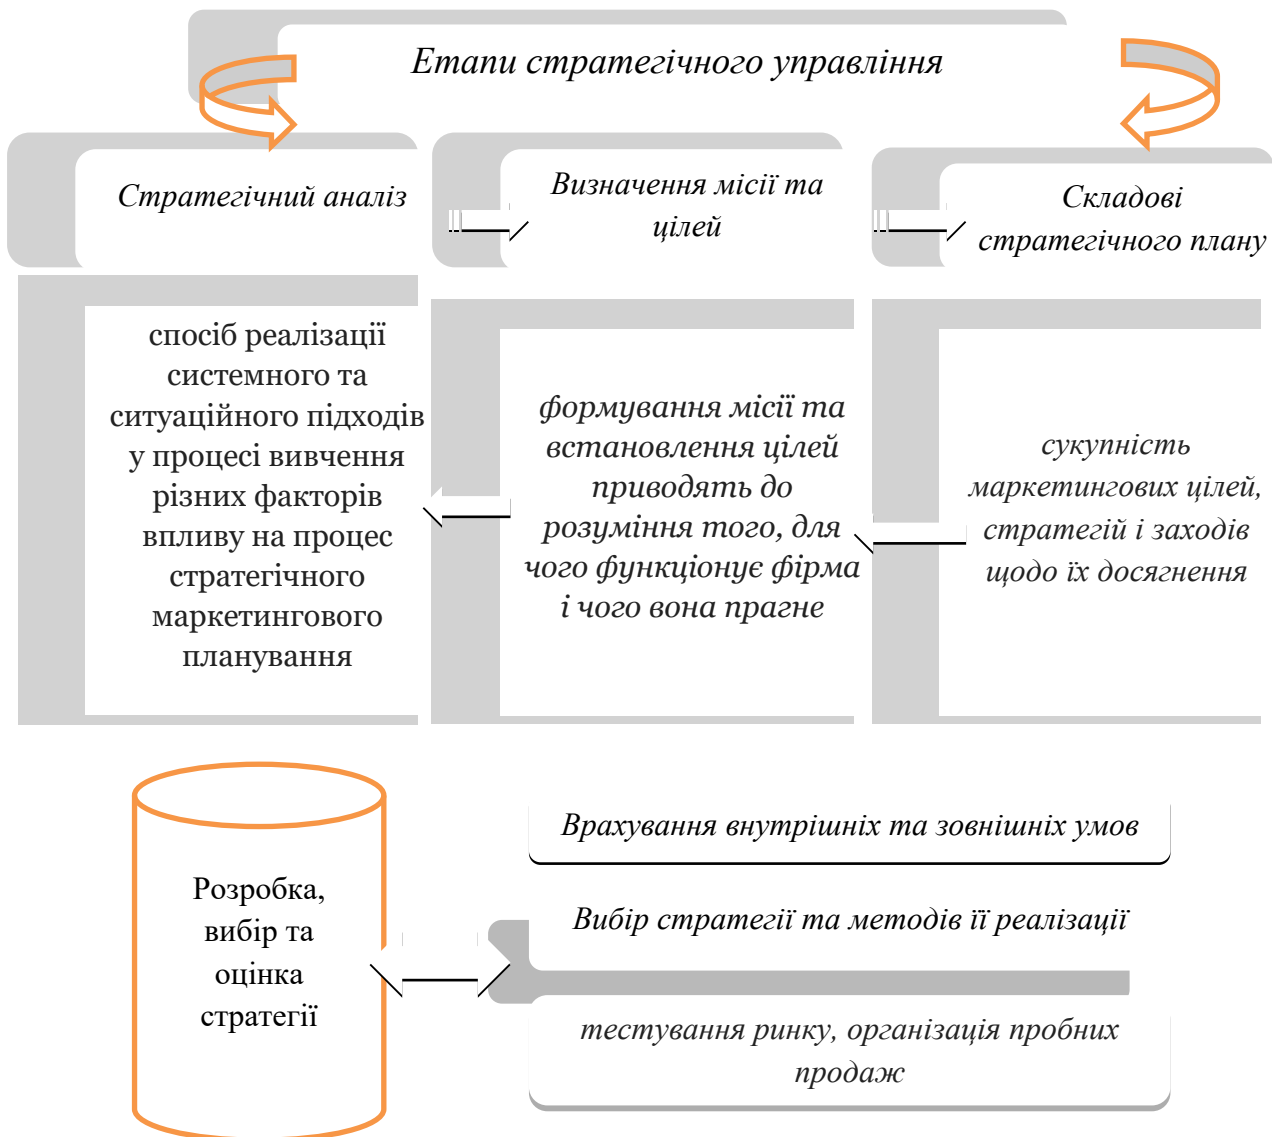 Етапи стратегічного управління
Стратегічний аналіз
Визначення місії та
цілей
Складові
стратегічного плану
спосіб реалізації
системного та
ситуаційного підходів
у процесі вивчення
різних факторів
впливу на процес
стратегічного
маркетингового
планування
формування місії та
встановлення цілей
приводять до
розуміння того, для
чого функціонує фірма
і чого вона прагне
сукупність
маркетингових цілей,
стратегій і заходів
щодо їх досягнення
Розробка,
вибір та
оцінка
стратегії
Врахування внутрішніх та зовнішніх умов
Вибір стратегії та методів її реалізації
тестування ринку, організація пробних
продаж